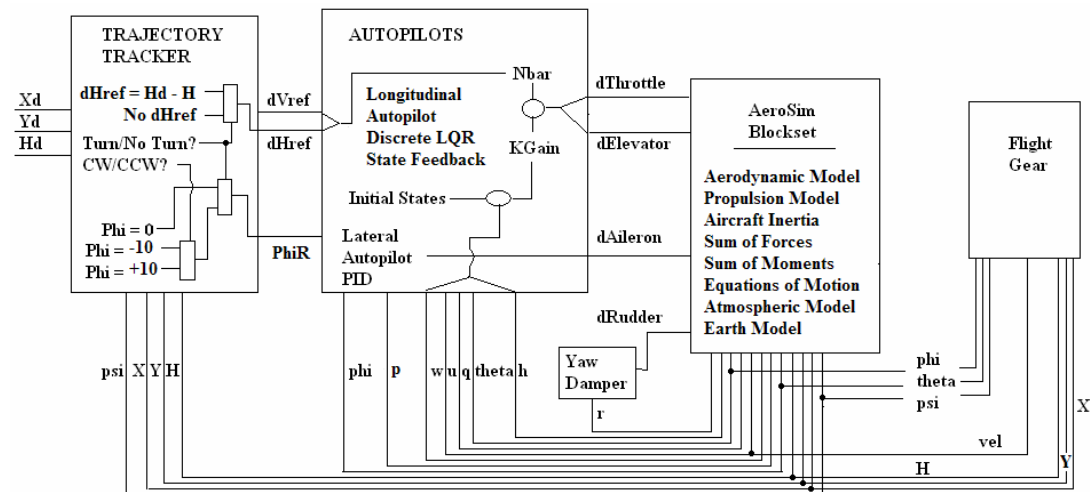 TRAJECTORY
TRACKER
dHref = Hd - H
No dHref
Turn/No Turn?
CW/CCW?
Phi = 0
Phi = -10
Phi = +10
Xd
Yd
Hd
psi
X
Y
H
dVref
dHref
PhiR
AUTOPILOTS
Nbar
Longitudinal
Autopilot
Discrete LQR
State Feedback
KGain
Initial States
Lateral
Autopilot
PID
phi
p
w
u
q
theta
h
dThrottle
dElevator
dAileron
dRudder
Yaw
Damper
r
AeroSim
Blockset
Aerodynamic Model
Propulsion Model
Aircraft Inertia
Sum of Forces
Sum of Moments
Equations of Motion
Atmospheric Model
Earth Model
Flight
Gear
phi
theta
psi
vel
H
Y
X